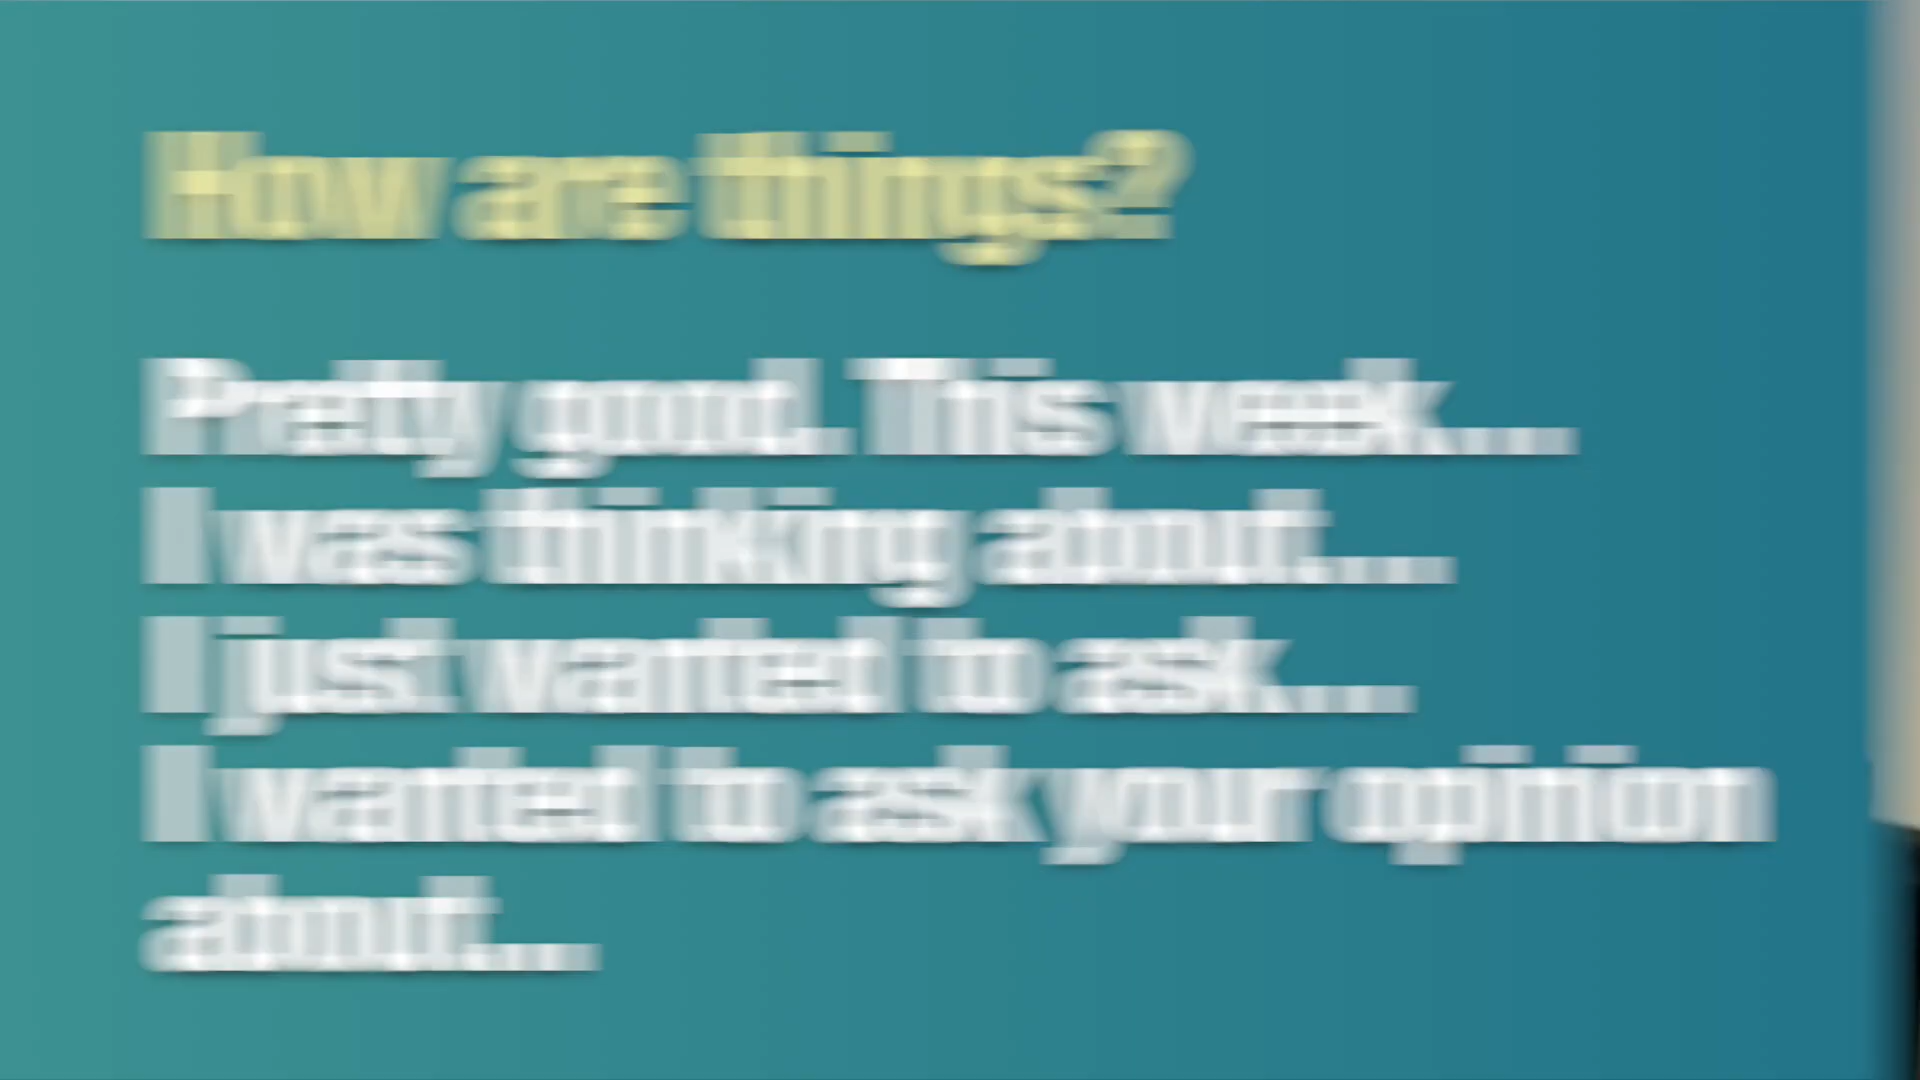 How are things?
Pretty good. This week....
I was thinking about....
I just wanted to ask....
I wanted to ask your opinion
about....